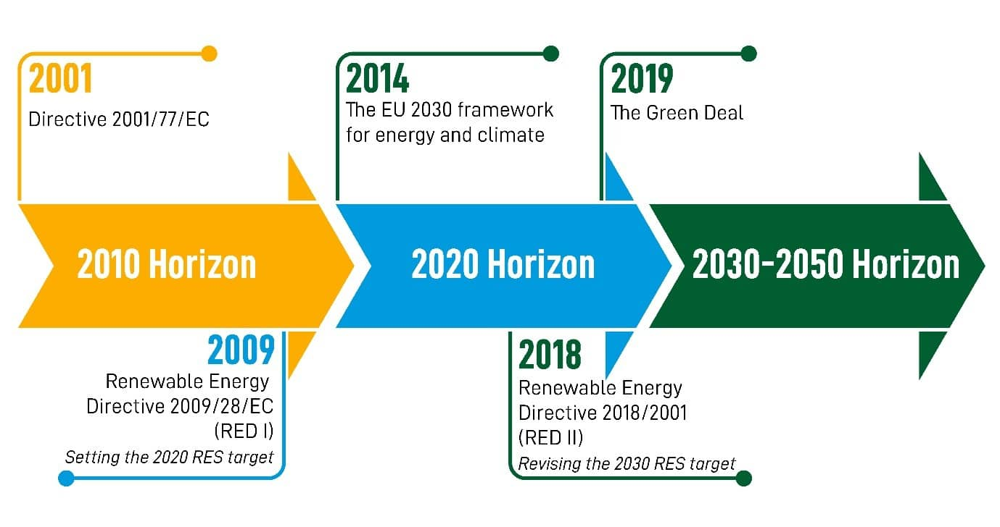 2001
Directive 2001/77/EC
2014
The EU 2030 framework
for energy and climate
2019
The Green Deal
2010 Horizon
2020 Horizon
2030-2050 Horizon
2009
Renewable Energy
Directive 2009/28/EC
(RED I)
Setting the 2020 RES target
2018
Renewable Energy
Directive 2018/2001
(RED II)
Revising the 2030 RES target